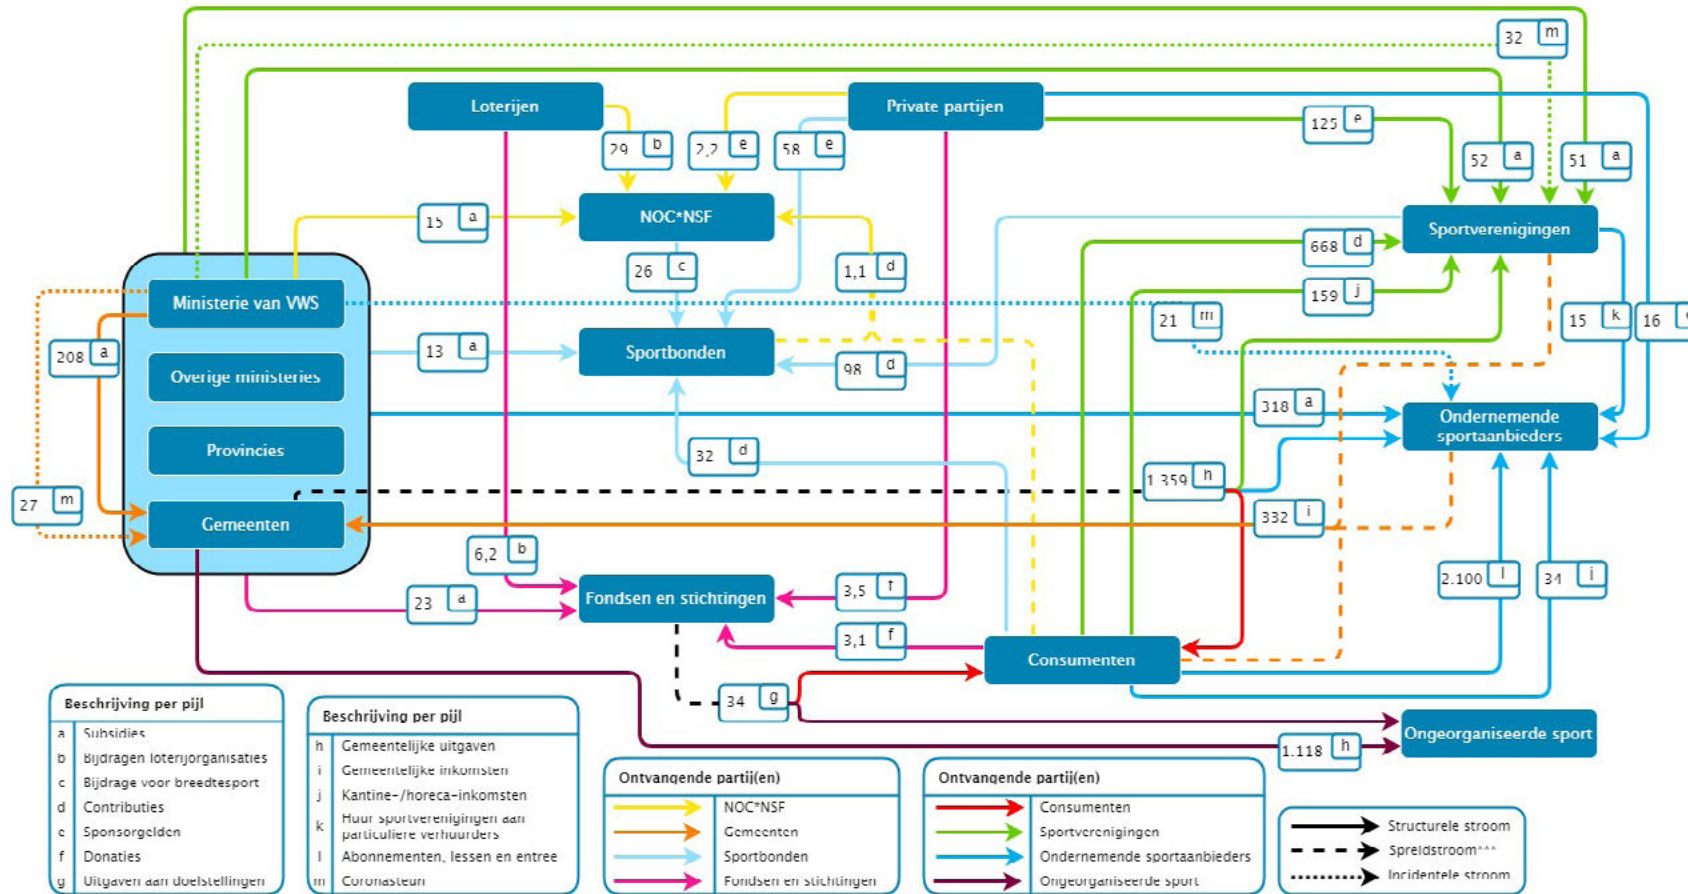 32 m
Loterijen
Private partijen
29 b
2,2 e
58 e
125 e
52 a
51 a
15 a
NOC*NSF
Sportverenigingen
26 c
1,1 d
668 d
159 j
Ministerie van VWS
21 m
15 k
16
208 a
13 a
Sportbonden
98 d
Overige ministeries
318 a
Ondernemende
sportaanbieders
Provincies
32 d
1.359 h
27 m
Gemeenten
332 i
6,2 b
2.100 l
34 j
23 a
Fondsen en stichtingen
3,5 f
3,1 f
Consumenten
34 g
Ongeorganiseerde sport
1.118 h
Beschrijving per pijl
a Subsidies
b Bijdragen loterijorganisaties
c Bijdrage voor breedtesport
d Contributies
e Sponsorgelden
f Donaties
g Uitgaven aan doelstellingen
Beschrijving per pijl
h Gemeentelijke uitgaven
i Gemeentelijke inkomsten
j Kantine-/horeca-inkomsten
k Huur sportverenigingen aan
particuliere verhuurders
l Abonnementen, lessen en entree
m Coronasteun
Ontvangende partij(en)
NOC*NSF
Gemeenten
Sportbonden
Fondsen en stichtingen
Ontvangende partij(en)
Consumenten
Sportverenigingen
Ondernemende sportaanbieders
Ongeorganiseerde sport
Structurele stroom
Spreidstroom***
Incidentele stroom